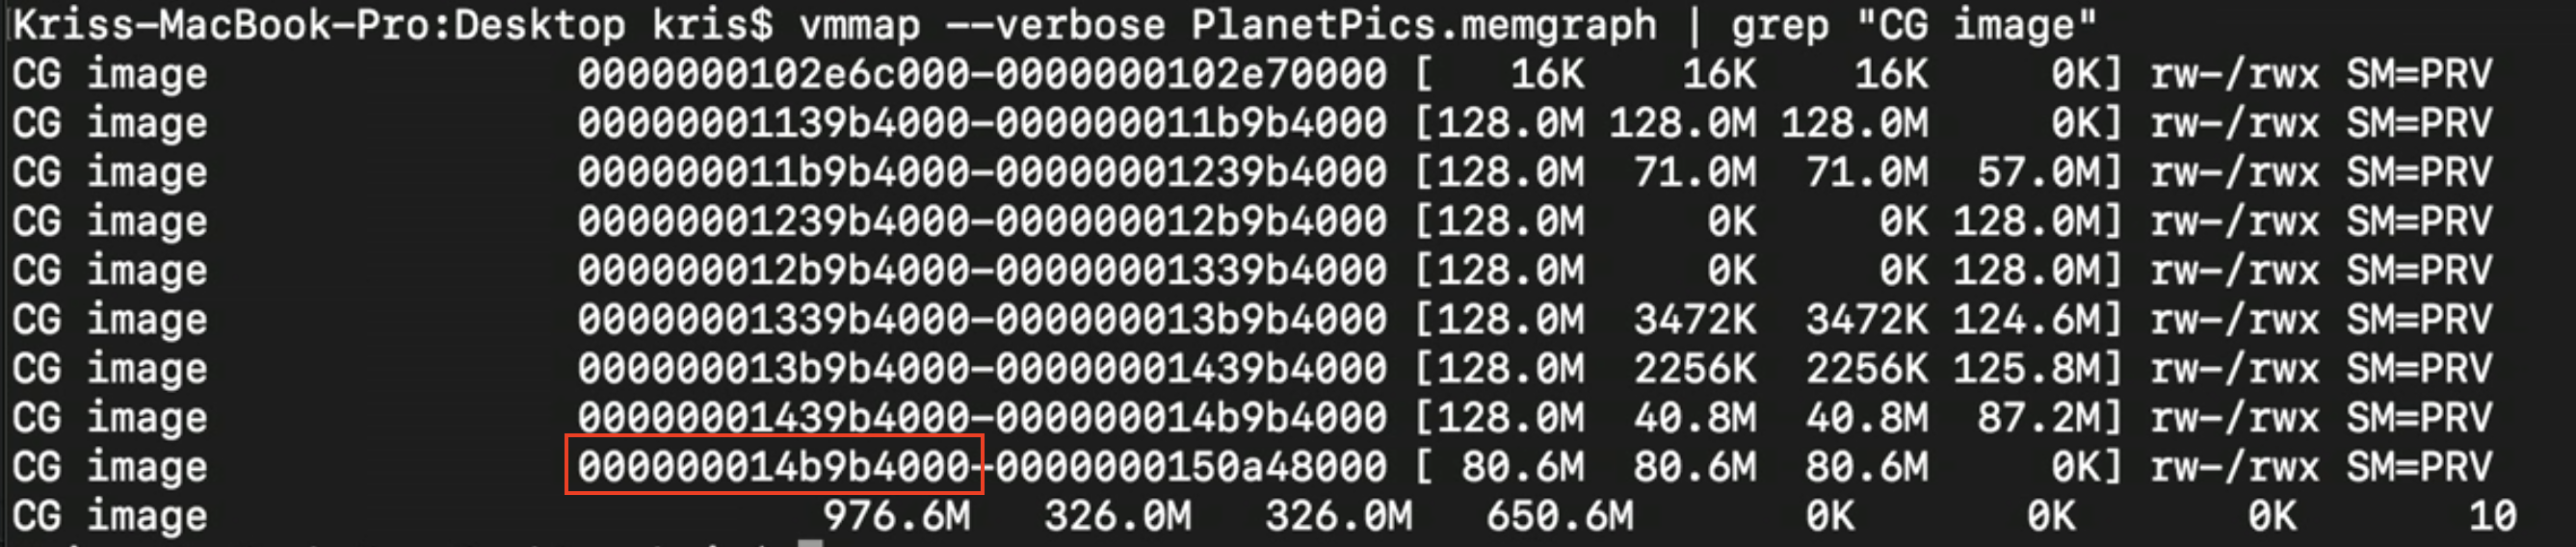 Kriss-MacBook-Pro:Desktop kris$ vmmap --verbose PlanetPics.memgraph | grep "CG image"
CG image 0000000102e6c000-0000000102e70000 [ 16K 16K 16K 0K] rw-/rwx SM=PRV
CG image 00000001139b4000-000000011b9b4000 [128.0M 128.0M 128.0M 0K] rw-/rwx SM=PRV
CG image 000000011b9b4000-00000001239b4000 [128.0M 71.0M 71.0M 57.0M] rw-/rwx SM=PRV
CG image 00000001239b4000-000000012b9b4000 [128.0M 0K 0K 128.0M] rw-/rwx SM=PRV
CG image 000000012b9b4000-00000001339b4000 [128.0M 0K 0K 128.0M] rw-/rwx SM=PRV
CG image 00000001339b4000-000000013b9b4000 [128.0M 3472K 3472K 124.6M] rw-/rwx SM=PRV
CG image 000000013b9b4000-00000001439b4000 [128.0M 2256K 2256K 125.8M] rw-/rwx SM=PRV
CG image 00000001439b4000-000000014b9b4000 [128.0M 40.8M 40.8M 87.2M] rw-/rwx SM=PRV
CG image 000000014b9b4000-0000000150a48000 [ 80.6M 80.6M 80.6M 0K] rw-/rwx SM=PRV
CG image 976.6M 326.0M 326.0M 650.6M 0K 0K 0K 10